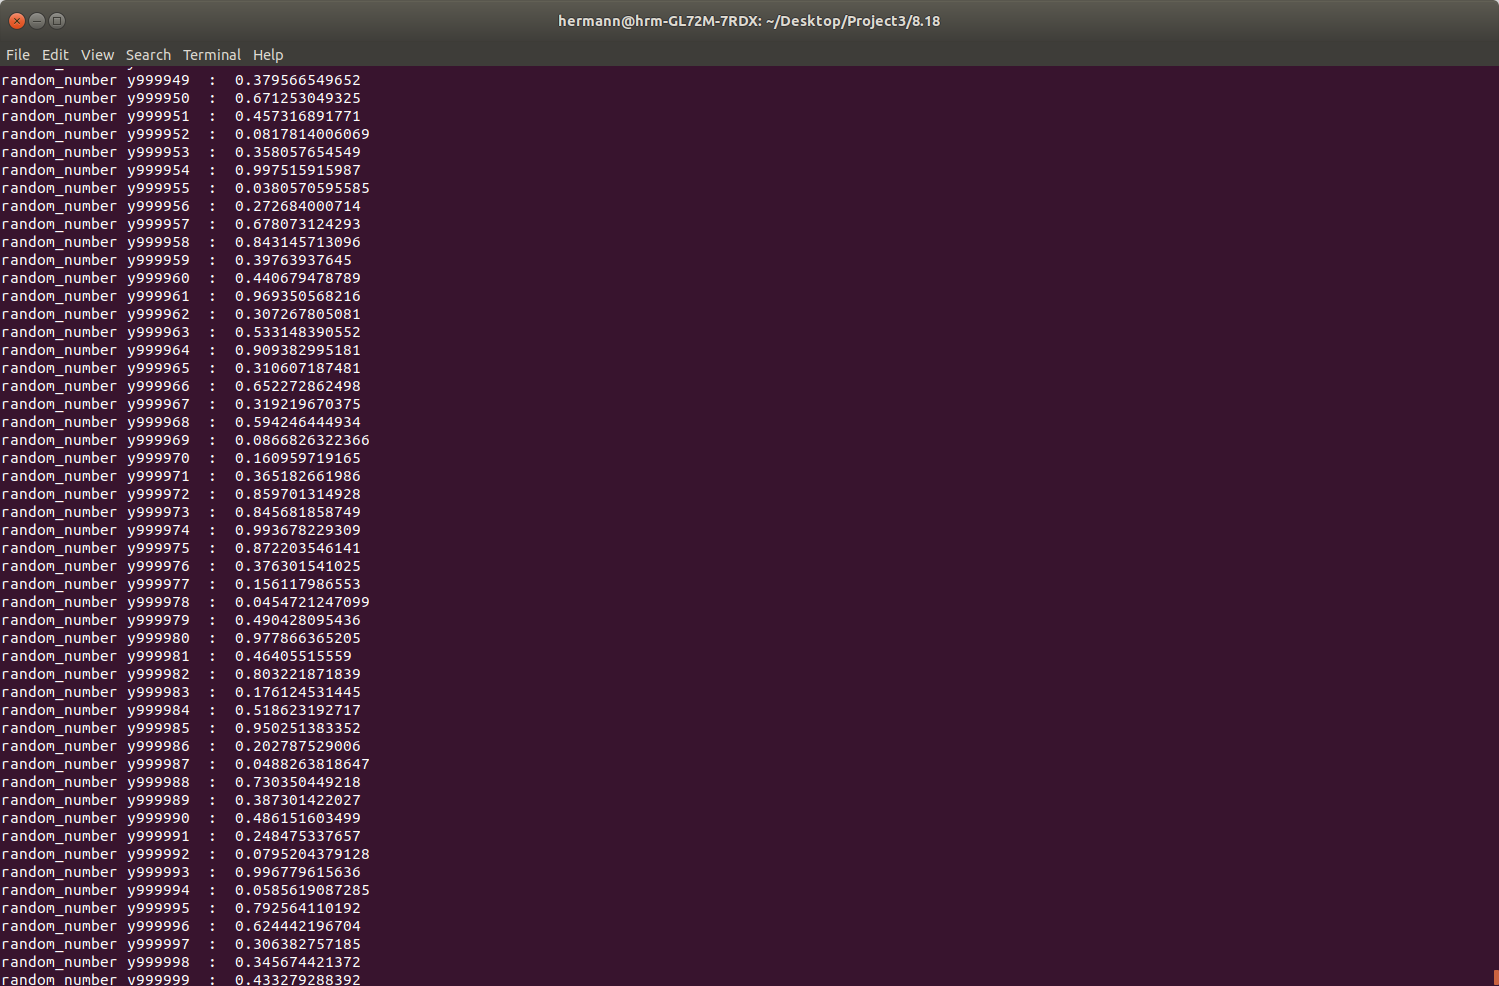 hermann@hrm-GL72M-7RDX: ~/Desktop/Project3/8.18
File Edit View Search Terminal Help
random_number y999949  :  0.379566549652
random_number y999950  :  0.671253049325
random_number y999951  :  0.457316891771
random_number y999952  :  0.0817814006069
random_number y999953  :  0.358057654549
random_number y999954  :  0.997515915987
random_number y999955  :  0.0380570595585
random_number y999956  :  0.272684000714
random_number y999957  :  0.678073124293
random_number y999958  :  0.843145713096
random_number y999959  :  0.39763937645
random_number y999960  :  0.440679478789
random_number y999961  :  0.969350568216
random_number y999962  :  0.307267805081
random_number y999963  :  0.533148390552
random_number y999964  :  0.909382995181
random_number y999965  :  0.310607187481
random_number y999966  :  0.652272862498
random_number y999967  :  0.319219670375
random_number y999968  :  0.594246444934
random_number y999969  :  0.0866826322366
random_number y999970  :  0.160959719165
random_number y999971  :  0.365182661986
random_number y999972  :  0.859701314928
random_number y999973  :  0.845681858749
random_number y999974  :  0.993678229309
random_number y999975  :  0.872203546141
random_number y999976  :  0.376301541025
random_number y999977  :  0.156117986553
random_number y999978  :  0.0454721247099
random_number y999979  :  0.490428095436
random_number y999980  :  0.977866365205
random_number y999981  :  0.46405515559
random_number y999982  :  0.803221871839
random_number y999983  :  0.176124531445
random_number y999984  :  0.518623192717
random_number y999985  :  0.950251383352
random_number y999986  :  0.202787529006
random_number y999987  :  0.0488263818647
random_number y999988  :  0.730350449218
random_number y999989  :  0.387301422027
random_number y999990  :  0.486151603499
random_number y999991  :  0.248475337657
random_number y999992  :  0.0795204379128
random_number y999993  :  0.996779615636
random_number y999994  :  0.0585619087285
random_number y999995  :  0.792564110192
random_number y999996  :  0.624442196704
random_number y999997  :  0.306382757185
random_number y999998  :  0.345674421372
random_number y999999  :  0.433279288392